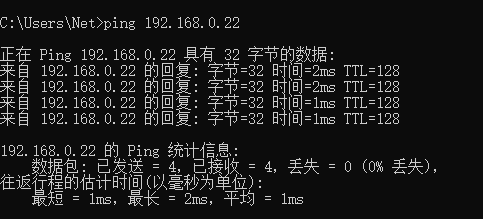 C:\Users\Net>ping 192.168.0.22
正在 Ping 192.168.0.22 具有 32 字节的数据:
来自 192.168.0.22 的回复: 字节=32 时间=2ms TTL=128
来自 192.168.0.22 的回复: 字节=32 时间=2ms TTL=128
来自 192.168.0.22 的回复: 字节=32 时间=1ms TTL=128
来自 192.168.0.22 的回复: 字节=32 时间=1ms TTL=128
192.168.0.22 的 Ping 统计信息:
数据包: 已发送 = 4, 已接收 = 4, 丢失 = 0 (0% 丢失),
往返行程的估计时间(以毫秒为单位):
最短 = 1ms, 最长 = 2ms, 平均 = 1ms